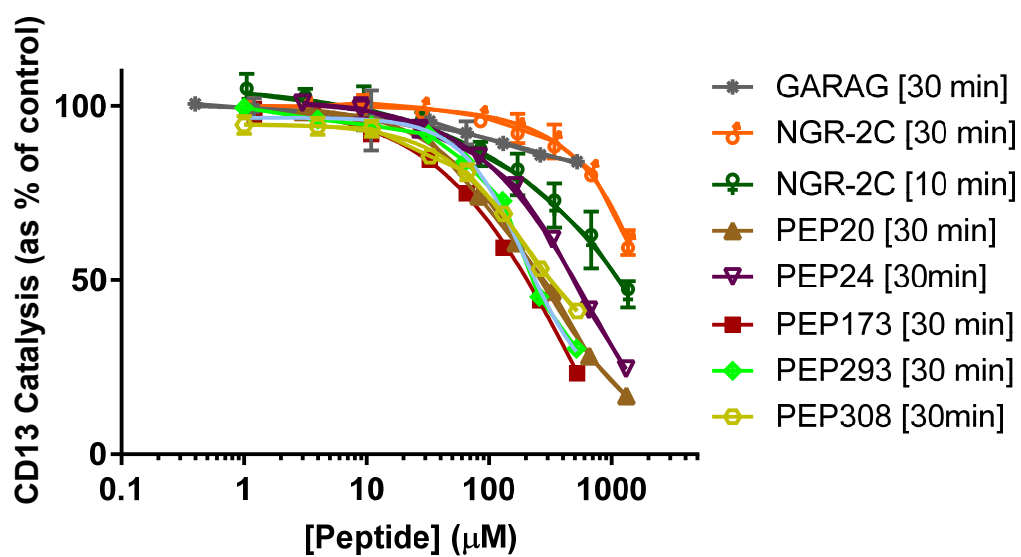 CD13 Catalysis (as % of control)
100
50
0
0.1 1 10 100 1000
[Peptide] (μM)
GARAG [30 min]
NGR-2C [30 min]
NGR-2C [10 min]
PEP20 [30 min]
PEP24 [30min]
PEP173 [30 min]
PEP293 [30 min]
PEP308 [30min]